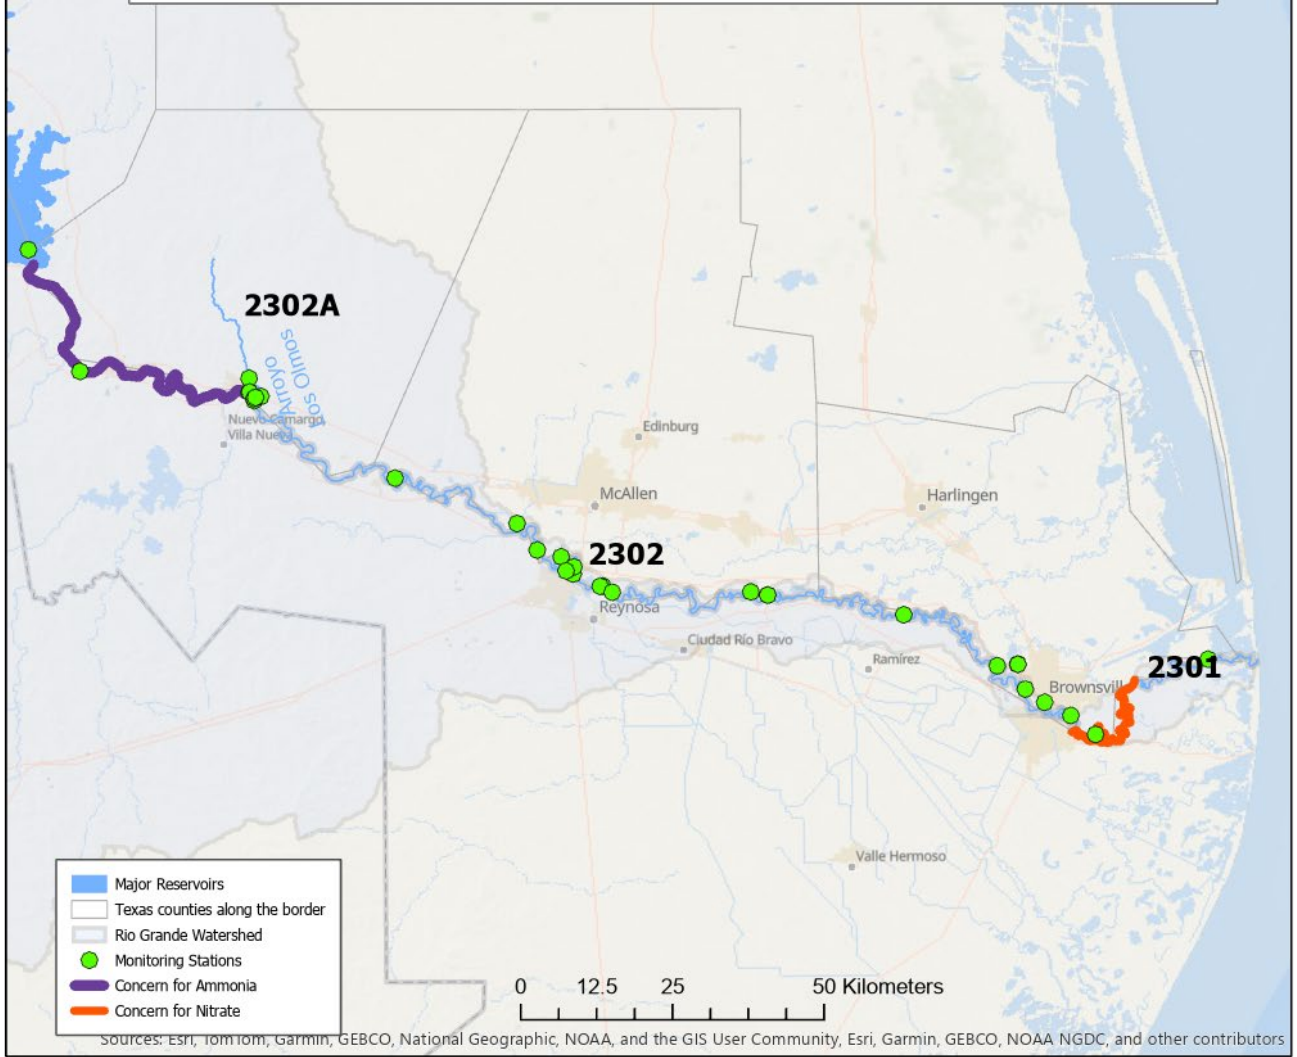 2302A
Arroyo
Los Olmos
Nuevo Camargo
Villa Nueva
Edinburg
McAllen
Harlingen
2302
Reynosa
Ciudad Río Bravo
Ramírez
2301
Brownsvill
Valle Hermoso
Major Reservoirs
Texas counties along the border
Rio Grande Watershed
Monitoring Stations
Concern for Ammonia
Concern for Nitrate
0 12.5 25 50 Kilometers
Sources: Esri, TomTom, Garmin, GEBCO, National Geographic, NOAA, and the GIS User Community, Esri, Garmin, GEBCO, NOAA NGDC, and other contributors